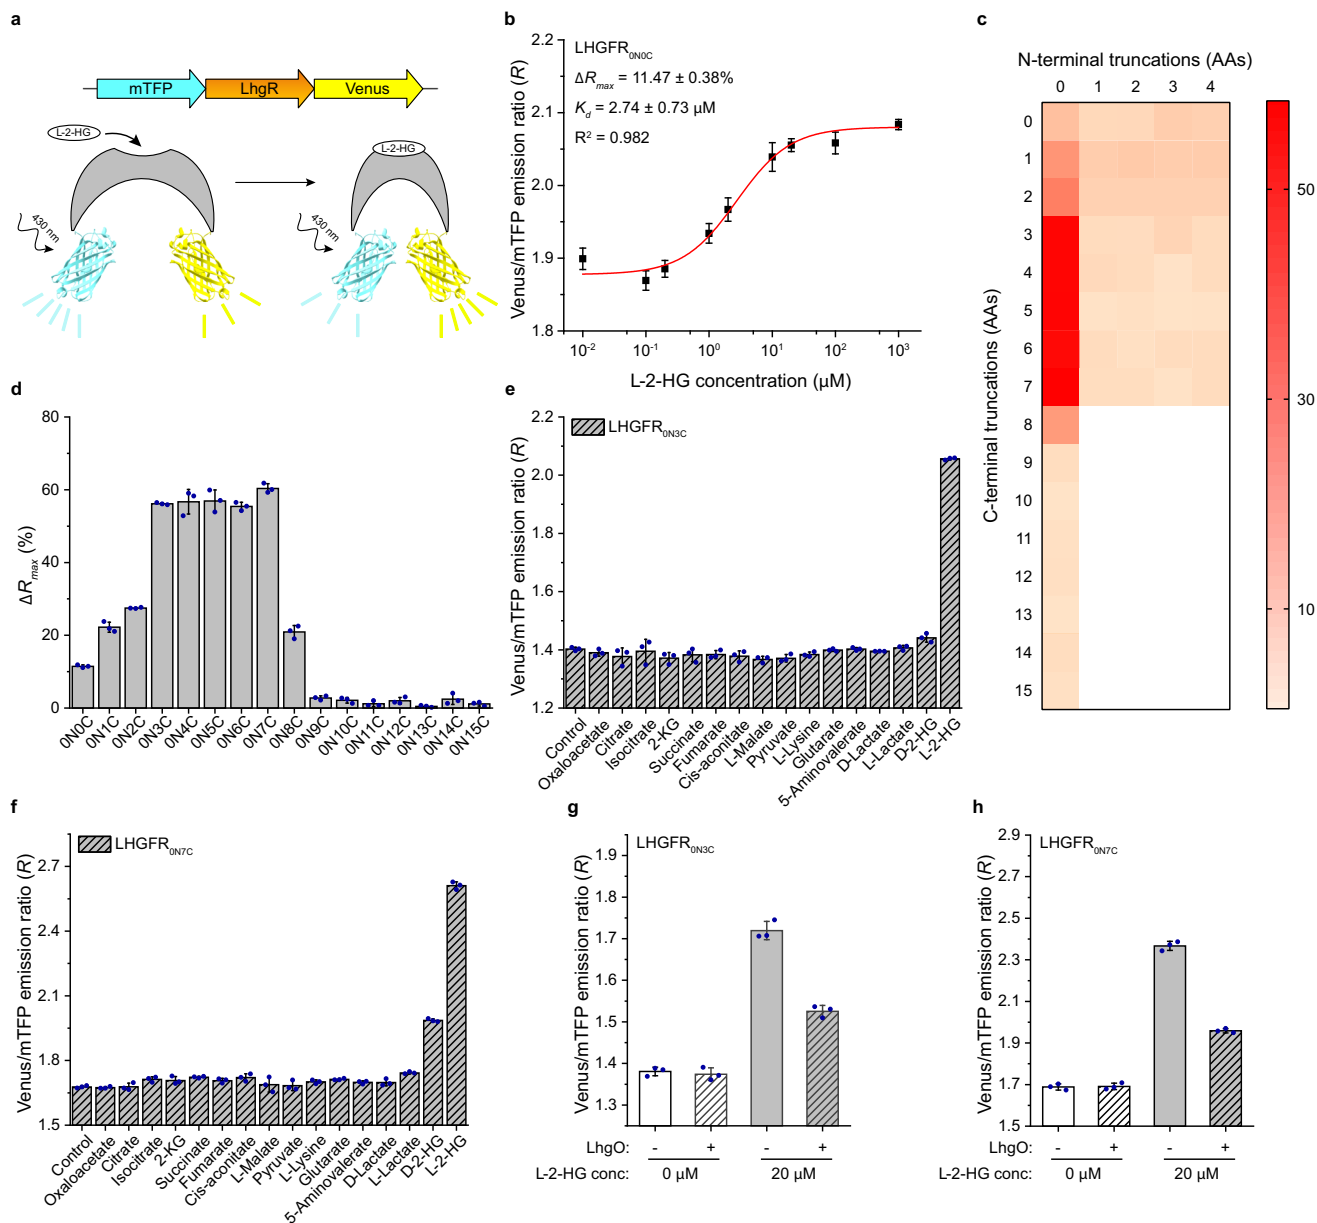 a
mTFP
LhgR
Venus
L-2-HG
L-2-HG
430 nm
430 nm
b
LHGFR0N0C
ΔRmax = 11.47 ± 0.38%
Kd = 2.74 ± 0.73 µM
R2 = 0.982
Venus/mTFP emission ratio (R)
2.2
2.1
2.0
1.9
1.8
10-2
10-1
100
101
102
103
L-2-HG concentration (µM)
c
N-terminal truncations (AAs)
0 1 2 3 4
C-terminal truncations (AAs)
0
1
2
3
4
5
6
7
8
9
10
11
12
13
14
15
50
30
10
d
ΔRmax (%)
80
60
40
20
0
0N0C
0N1C
0N2C
0N3C
0N4C
0N5C
0N6C
0N7C
0N8C
0N9C
0N10C
0N11C
0N12C
0N13C
0N14C
0N15C
e
LHGFR0N3C
Venus/mTFP emission ratio (R)
2.2
2.0
1.8
1.6
1.4
1.2
Control
Oxaloacetate
Citrate
Isocitrate
2-KG
Succinate
Fumarate
Cis-aconitate
L-Malate
Pyruvate
L-Lysine
Glutarate
5-Aminovalerate
D-Lactate
L-Lactate
D-2-HG
L-2-HG
f
LHGFR0N7C
Venus/mTFP emission ratio (R)
2.7
2.4
2.1
1.8
1.5
Control
Oxaloacetate
Citrate
Isocitrate
2-KG
Succinate
Fumarate
Cis-aconitate
L-Malate
Pyruvate
L-Lysine
Glutarate
5-Aminovalerate
D-Lactate
L-Lactate
D-2-HG
L-2-HG
g
LHGFR0N3C
Venus/mTFP emission ratio (R)
1.9
1.8
1.7
1.6
1.5
1.4
1.3
LhgO: - + - +
L-2-HG conc: 0 µM 20 µM
h
LHGFR0N7C
Venus/mTFP emission ratio (R)
2.9
2.7
2.5
2.3
2.1
1.9
1.7
1.5
LhgO: - + - +
L-2-HG conc: 0 µM 20 µM